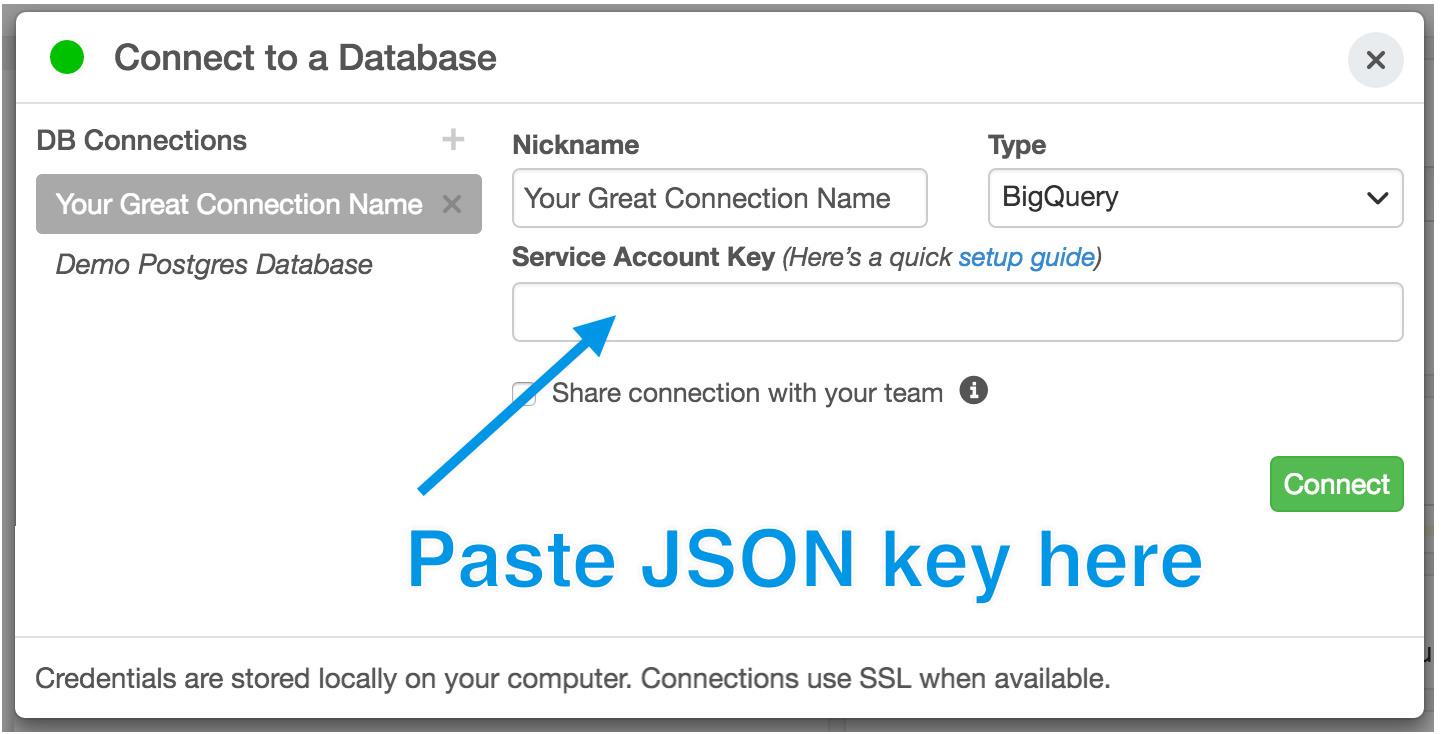 Connect to a Database
DB Connections
Your Great Connection Name
Demo Postgres Database
Nickname
Your Great Connection Name
Type
BigQuery
Service Account Key (Here’s a quick setup guide)
Share connection with your team
Connect
Paste JSON key here
Credentials are stored locally on your computer. Connections use SSL when available.